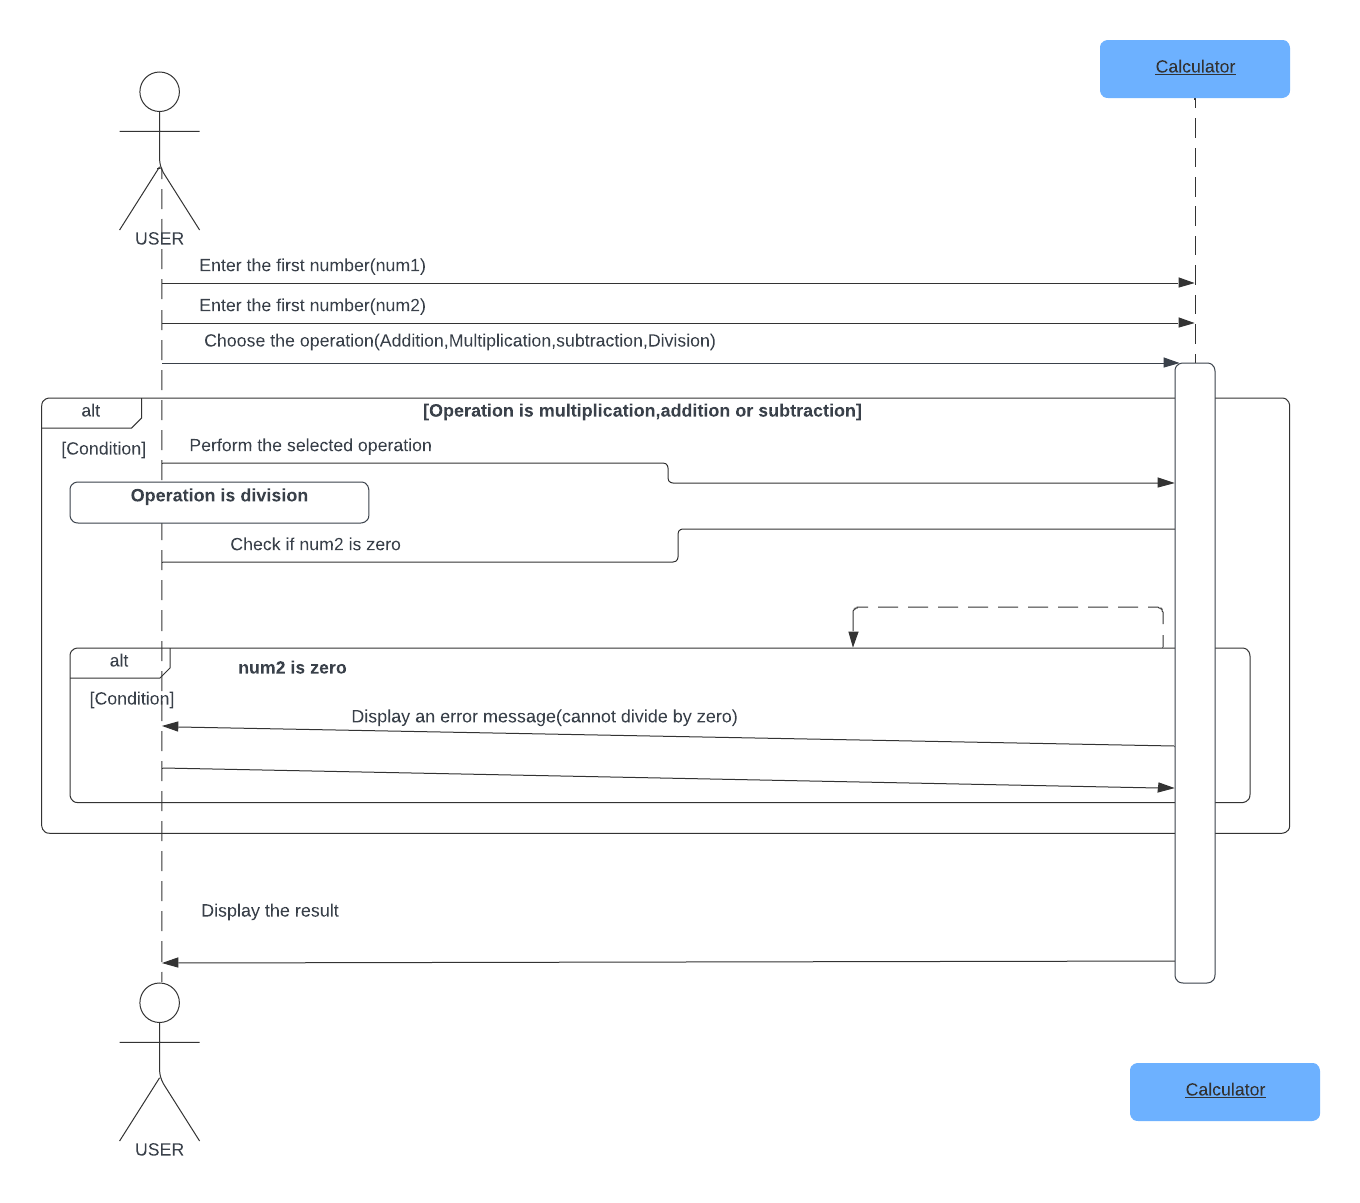 Calculator
USER
Enter the first number(num1)
Enter the first number(num2)
Choose the operation(Addition,Multiplication,subtraction,Division)
alt
[Operation is multiplication,addition or subtraction]
[Condition]
Perform the selected operation
Operation is division
Check if num2 is zero
alt
num2 is zero
[Condition]
Display an error message(cannot divide by zero)
Display the result
Calculator
USER